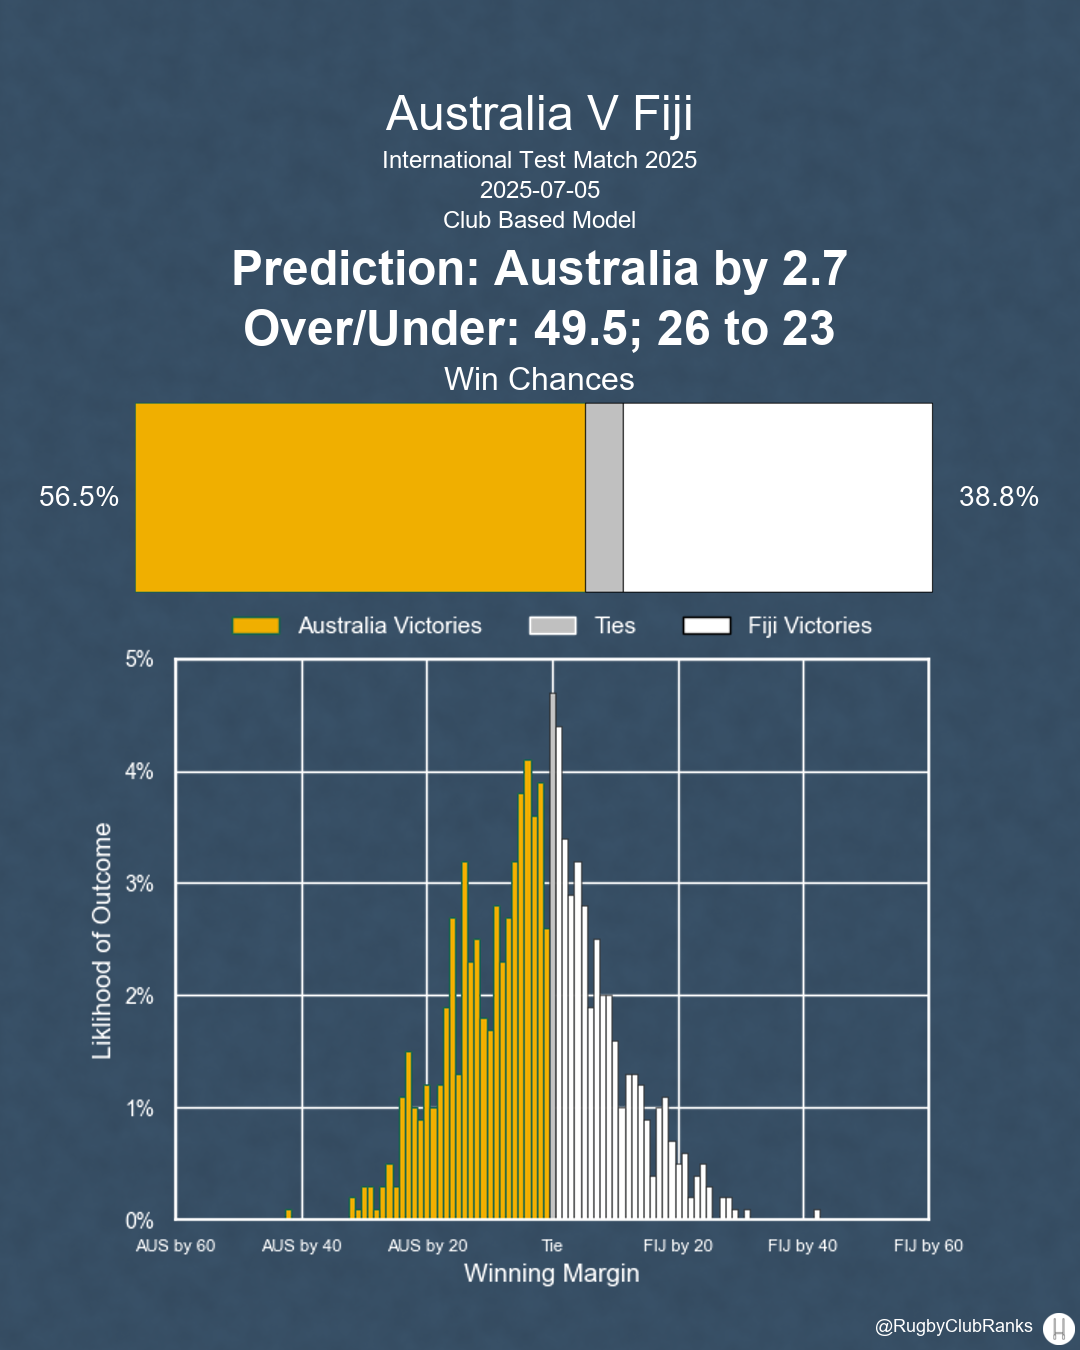 Australia V Fiji
International Test Match 2025
2025-07-05
Club Based Model
Prediction: Australia by 2.7
Over/Under: 49.5; 26 to 23
Win Chances
56.5%
38.8%
Australia Victories
Ties
Fiji Victories
5%
4%
3%
2%
1%
0%
Liklihood of Outcome
AUS by 60
AUS by 40
AUS by 20
Tie
FIJ by 20
FIJ by 40
FIJ by 60
Winning Margin
@RugbyClubRanks